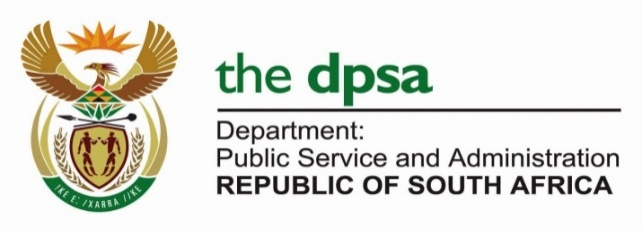 the dpsa
Department:
Public Service and Administration
REPUBLIC OF SOUTH AFRICA
!KE E: /XARRA //KE